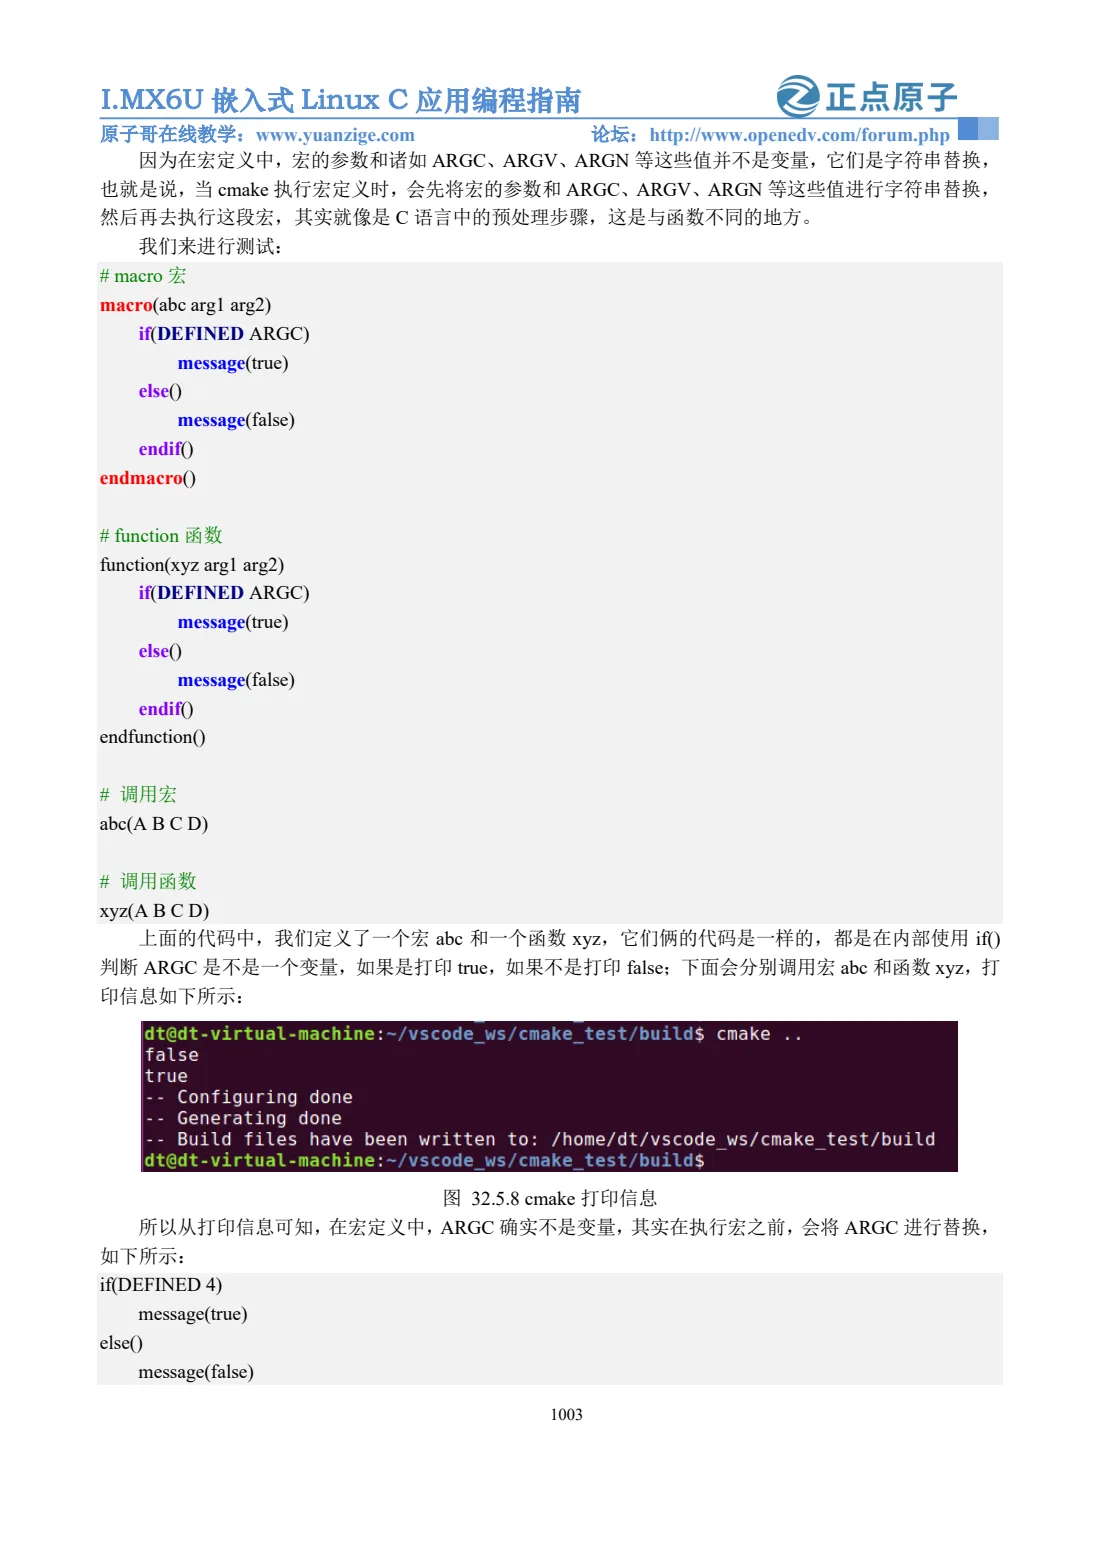 I.MX6U 嵌入式 Linux C 应用编程指南
正点原子
原子哥在线教学：www.yuanzige.com 论坛：http://www.openedv.com/forum.php
因为在宏定义中，宏的参数和诸如 ARGC、ARGV、ARGN 等这些值并不是变量，它们是字符串替换，
也就是说，当 cmake 执行宏定义时，会先将宏的参数和 ARGC、ARGV、ARGN 等这些值进行字符串替换，
然后再去执行这段宏，其实就像是 C 语言中的预处理步骤，这是与函数不同的地方。
我们来进行测试：
# macro 宏
macro(abc arg1 arg2)
if(DEFINED ARGC)
message(true)
else()
message(false)
endif()
endmacro()
# function 函数
function(xyz arg1 arg2)
if(DEFINED ARGC)
message(true)
else()
message(false)
endif()
endfunction()
# 调用宏
abc(A B C D)
# 调用函数
xyz(A B C D)
上面的代码中，我们定义了一个宏 abc 和一个函数 xyz，它们俩的代码是一样的，都是在内部使用 if()
判断 ARGC 是不是一个变量，如果是打印 true，如果不是打印 false；下面会分别调用宏 abc 和函数 xyz，打
印信息如下所示：
dt@dt-virtual-machine:~/vscode_ws/cmake_test/build$ cmake ..
false
true
-- Configuring done
-- Generating done
-- Build files have been written to: /home/dt/vscode_ws/cmake_test/build
dt@dt-virtual-machine:~/vscode_ws/cmake_test/build$
图 32.5.8 cmake 打印信息
所以从打印信息可知，在宏定义中，ARGC 确实不是变量，其实在执行宏之前，会将 ARGC 进行替换，
如下所示：
if(DEFINED 4)
message(true)
else()
message(false)
1003